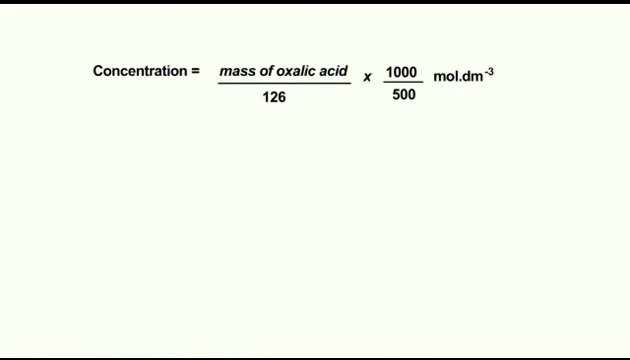 Concentration = mass of oxalic acid x 1000 mol.dm⁻³
126 500